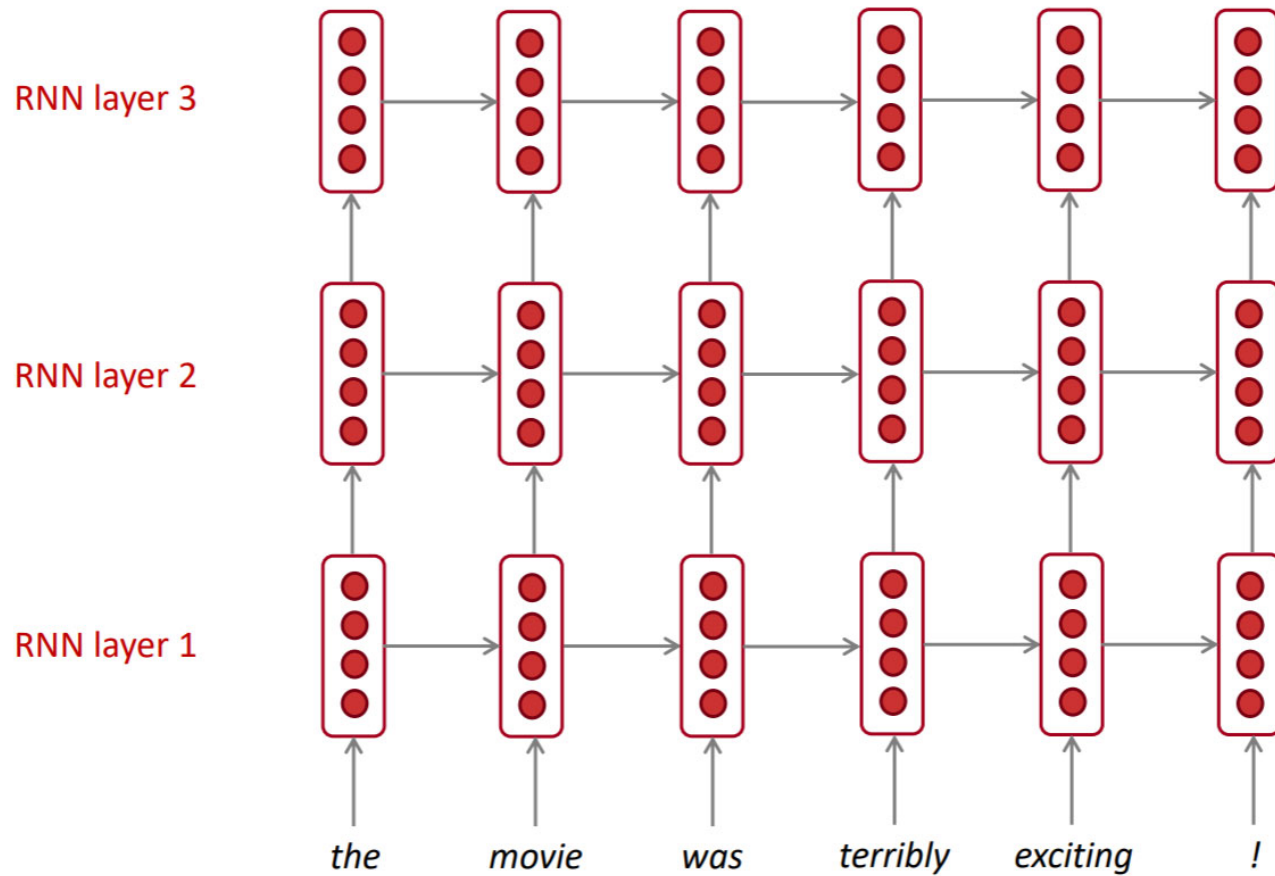 RNN layer 3
RNN layer 2
RNN layer 1
the movie was terribly exciting !